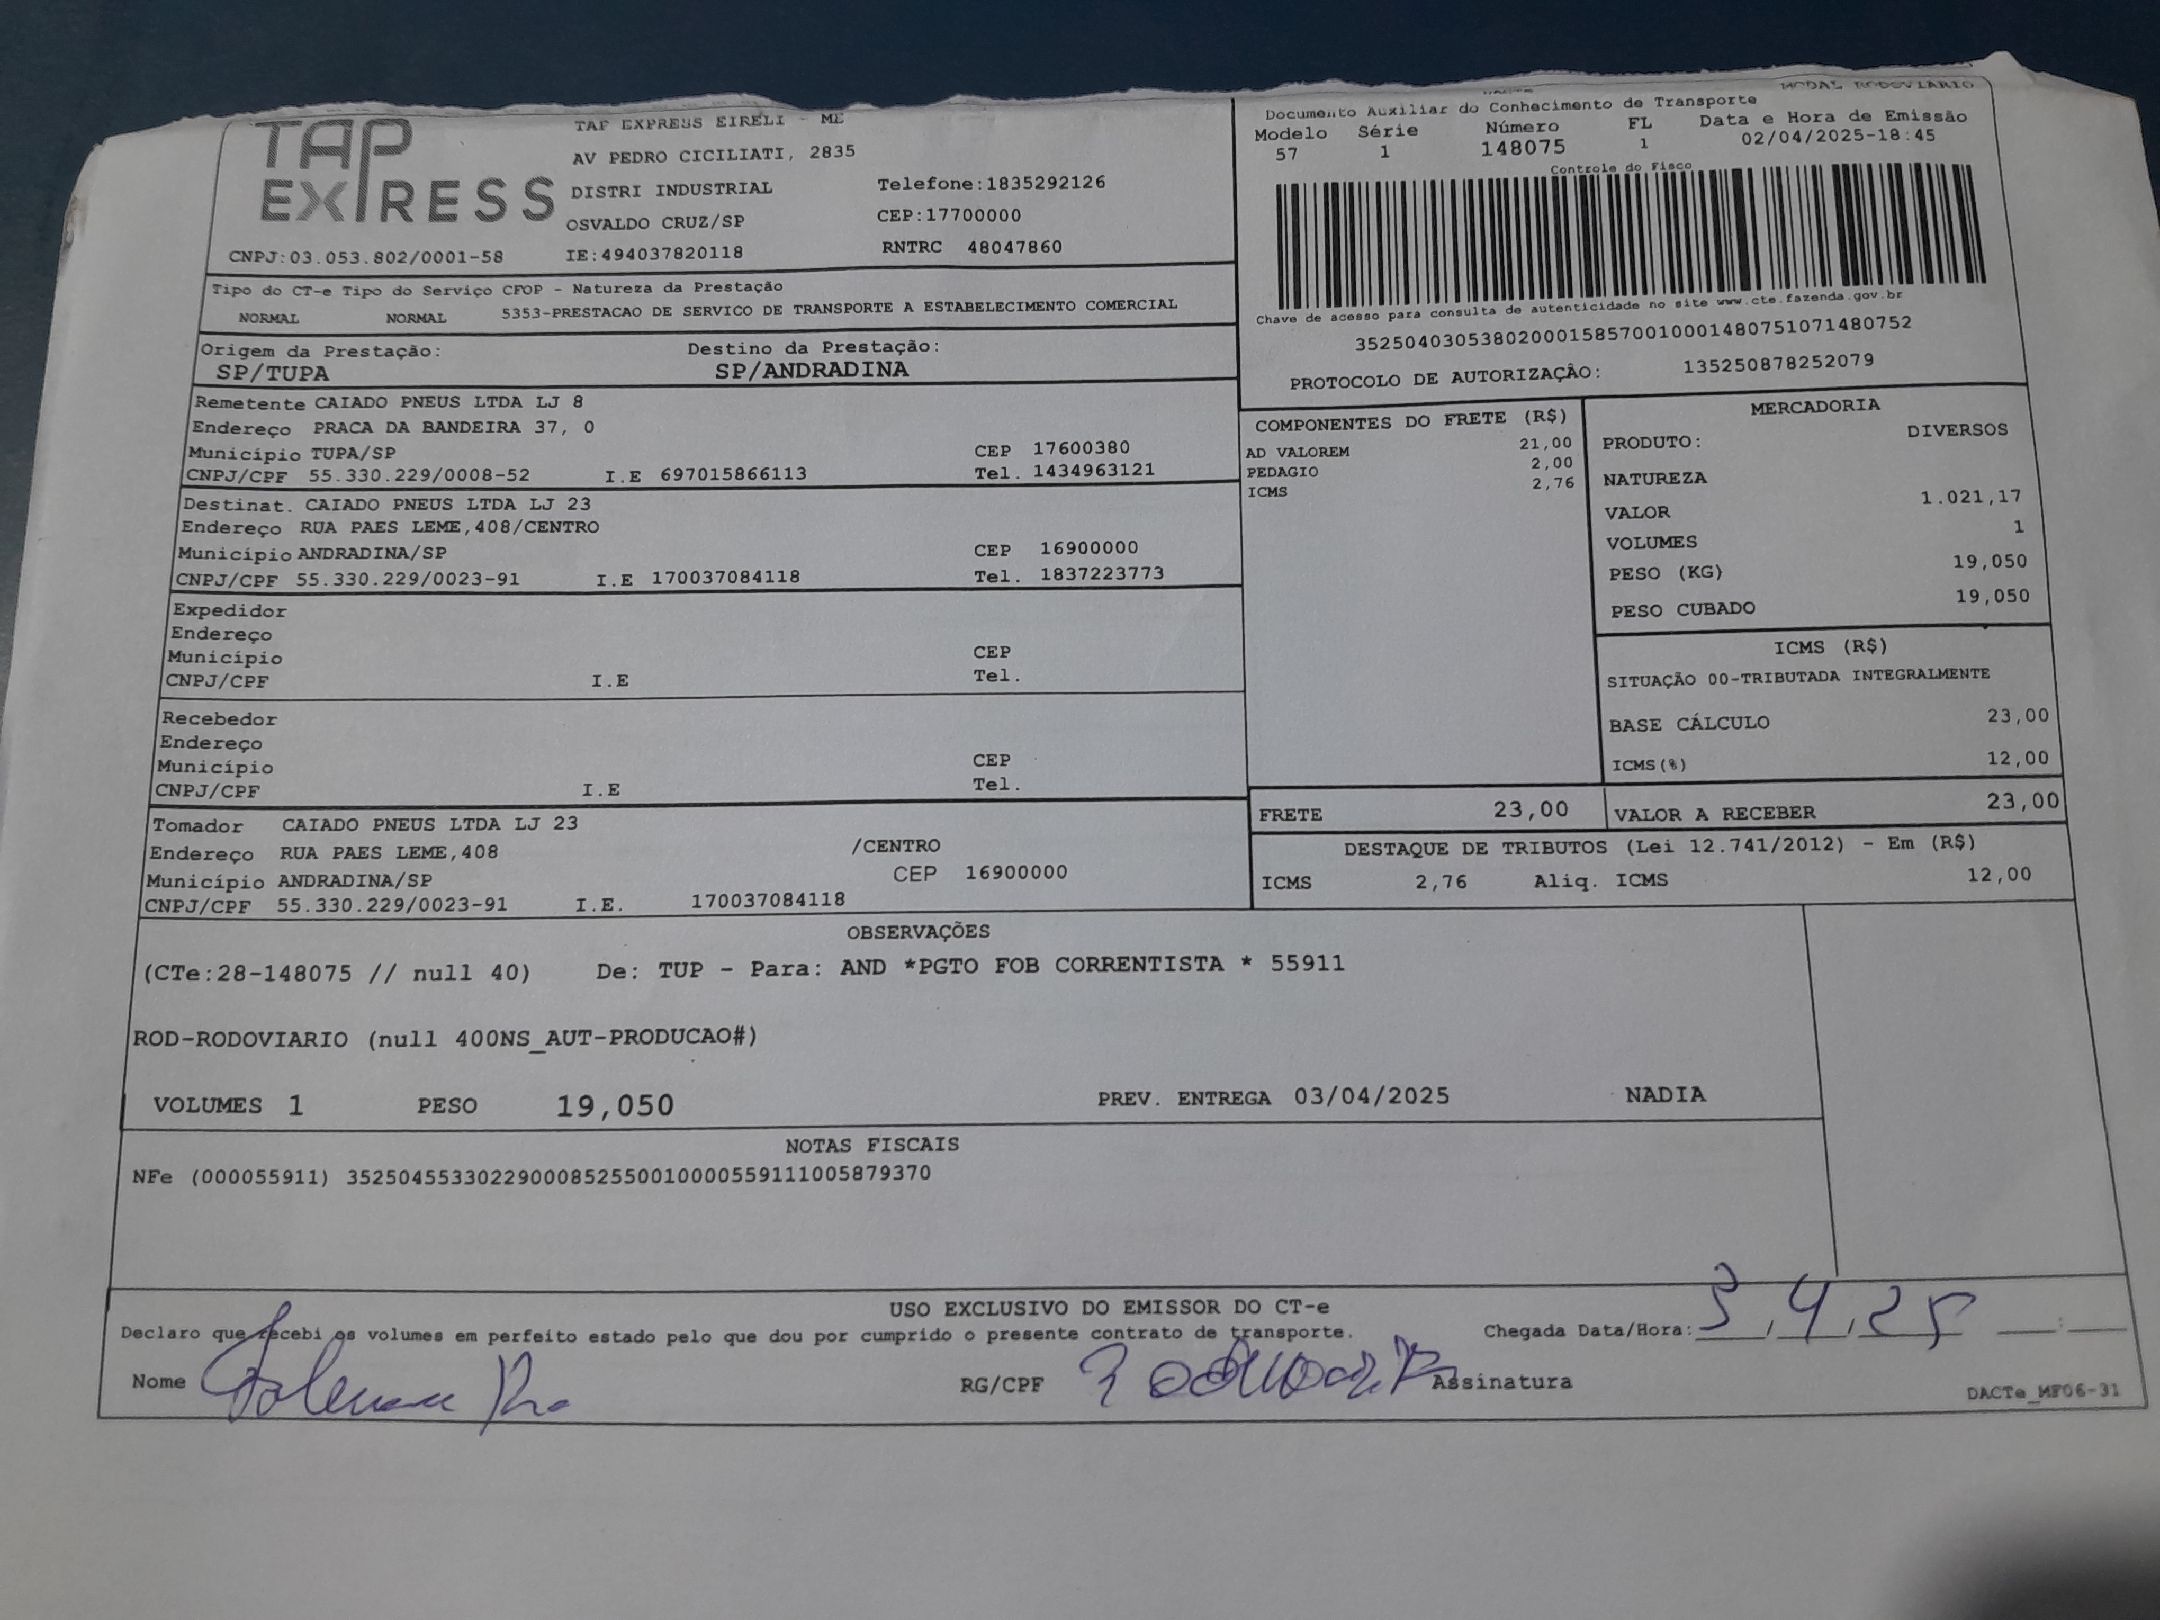 TAP EXPRESS
TAP EXPRESS EIRELI - ME
AV PEDRO CICILIATI, 2835
DISTRI INDUSTRIAL Telefone:1835292126
OSVALDO CRUZ/SP CEP:17700000
CNPJ:03.053.802/0001-58 IE:494037820118 RNTRC 48047860
MODAL RODOVIARIO
Documento Auxiliar do Conhecimento de Transporte
Modelo Série Número FL Data e Hora de Emissão
57 1 148075 1 02/04/2025-18:45
Controle do Fisco
Chave de acesso para consulta de autenticidade no site www.cte.fazenda.gov.br
35250403053802000158570010001480751071480752
PROTOCOLO DE AUTORIZAÇÃO: 135250878252079
Tipo do CT-e Tipo do Serviço CFOP - Natureza da Prestação
NORMAL NORMAL 5353-PRESTACAO DE SERVICO DE TRANSPORTE A ESTABELECIMENTO COMERCIAL
Origem da Prestação: Destino da Prestação:
SP/TUPA SP/ANDRADINA
Remetente CAIADO PNEUS LTDA LJ 8
Endereço PRACA DA BANDEIRA 37, 0
Município TUPA/SP CEP 17600380
CNPJ/CPF 55.330.229/0008-52 I.E 697015866113 Tel. 1434963121
Destinat. CAIADO PNEUS LTDA LJ 23
Endereço RUA PAES LEME,408/CENTRO
Município ANDRADINA/SP CEP 16900000
CNPJ/CPF 55.330.229/0023-91 I.E 170037084118 Tel. 1837223773
Expedidor
Endereço
Município CEP
CNPJ/CPF I.E Tel.
Recebedor
Endereço
Município CEP
CNPJ/CPF I.E Tel.
Tomador CAIADO PNEUS LTDA LJ 23
Endereço RUA PAES LEME,408 /CENTRO
Município ANDRADINA/SP CEP 16900000
CNPJ/CPF 55.330.229/0023-91 I.E. 170037084118
COMPONENTES DO FRETE (R$)
AD VALOREM 21,00
PEDAGIO 2,00
ICMS 2,76
MERCADORIA
PRODUTO: DIVERSOS
NATUREZA
VALOR 1.021,17
VOLUMES 1
PESO (KG) 19,050
PESO CUBADO 19,050
ICMS (R$)
SITUAÇÃO 00-TRIBUTADA INTEGRALMENTE
BASE CÁLCULO 23,00
ICMS(%) 12,00
FRETE 23,00 VALOR A RECEBER 23,00
DESTAQUE DE TRIBUTOS (Lei 12.741/2012) - Em (R$)
ICMS 2,76 Aliq. ICMS 12,00
OBSERVAÇÕES
(CTe:28-148075 // null 40) De: TUP - Para: AND *PGTO FOB CORRENTISTA * 55911
ROD-RODOVIARIO (null 400NS_AUT-PRODUCAO#)
VOLUMES 1 PESO 19,050 PREV. ENTREGA 03/04/2025 NADIA
NOTAS FISCAIS
NFe (000055911) 35250455330229000852550010000559111005879370
USO EXCLUSIVO DO EMISSOR DO CT-e
Declaro que recebi os volumes em perfeito estado pelo que dou por cumprido o presente contrato de transporte. Chegada Data/Hora: 3/4/25 :
Nome RG/CPF Assinatura
DACTe_MF06-31